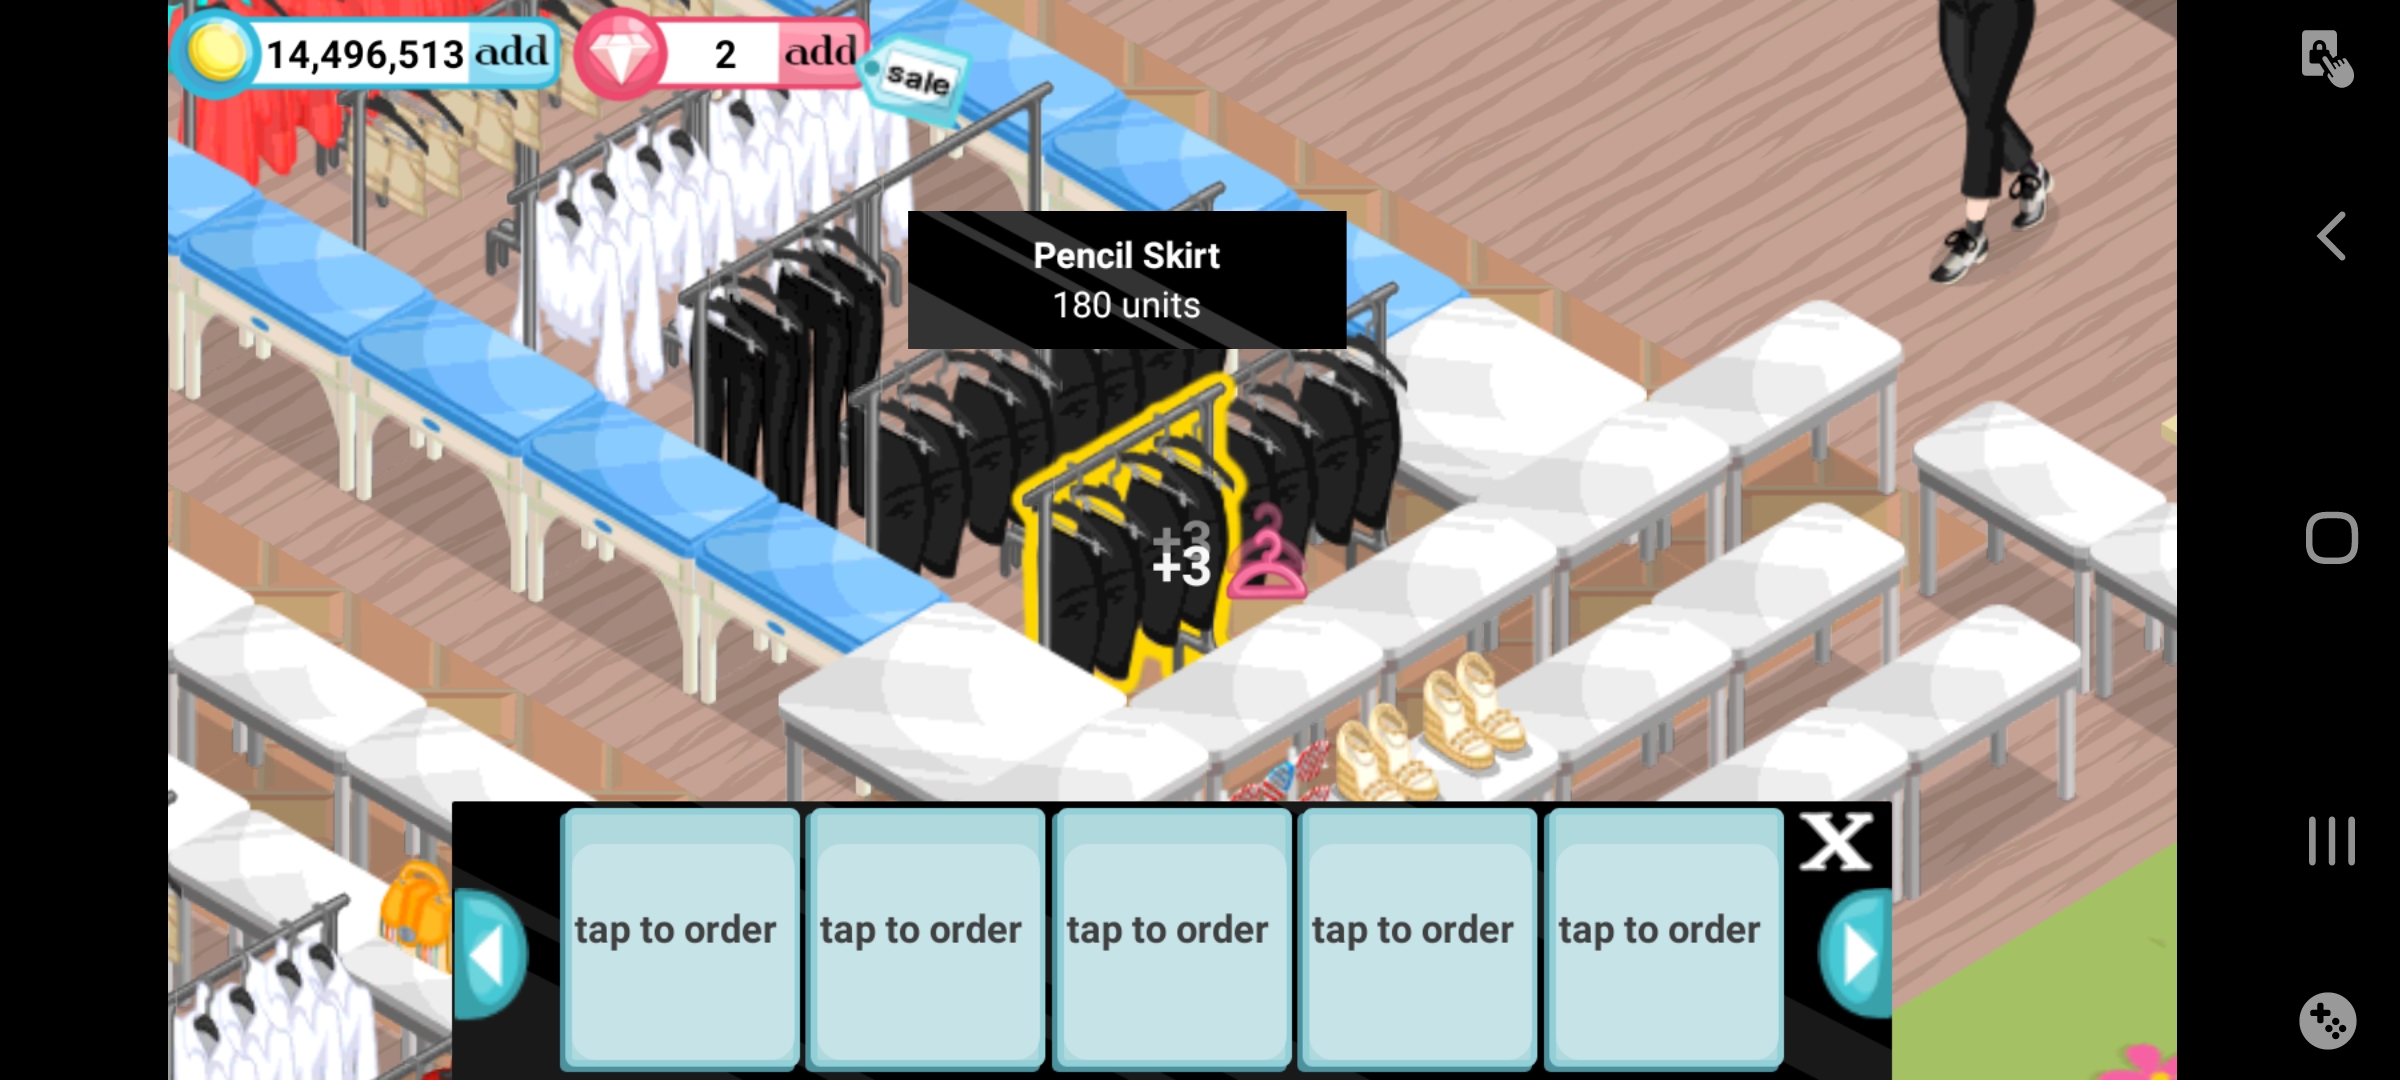 14,496,513 add
2 add
sale
Pencil Skirt
180 units
+3
+3
tap to order
tap to order
tap to order
tap to order
tap to order
X